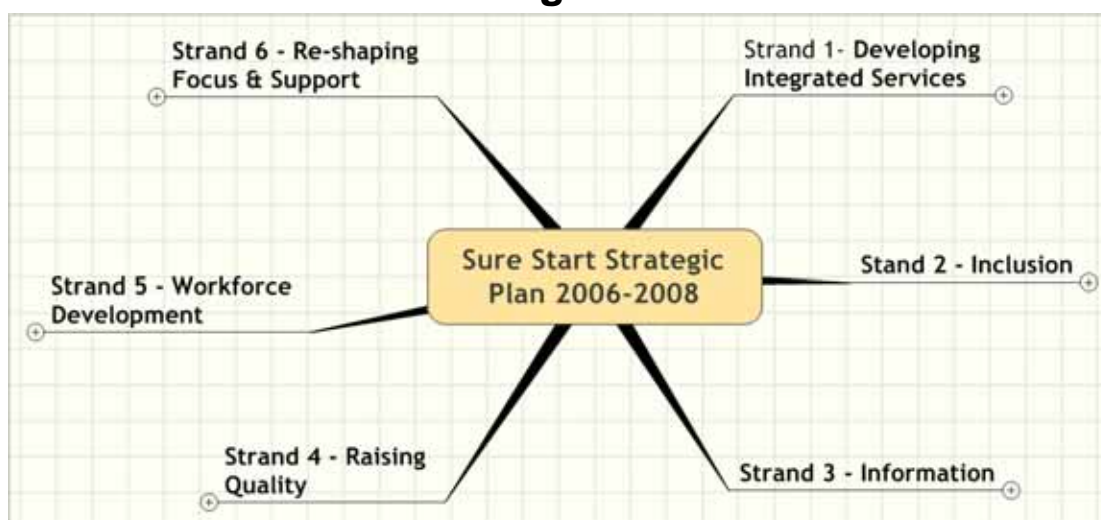 Strand 6 - Re-shaping
Focus & Support
Strand 1- Developing
Integrated Services
Sure Start Strategic
Plan 2006-2008
Stand 2 - Inclusion
Strand 5 - Workforce
Development
Strand 4 - Raising
Quality
Strand 3 - Information